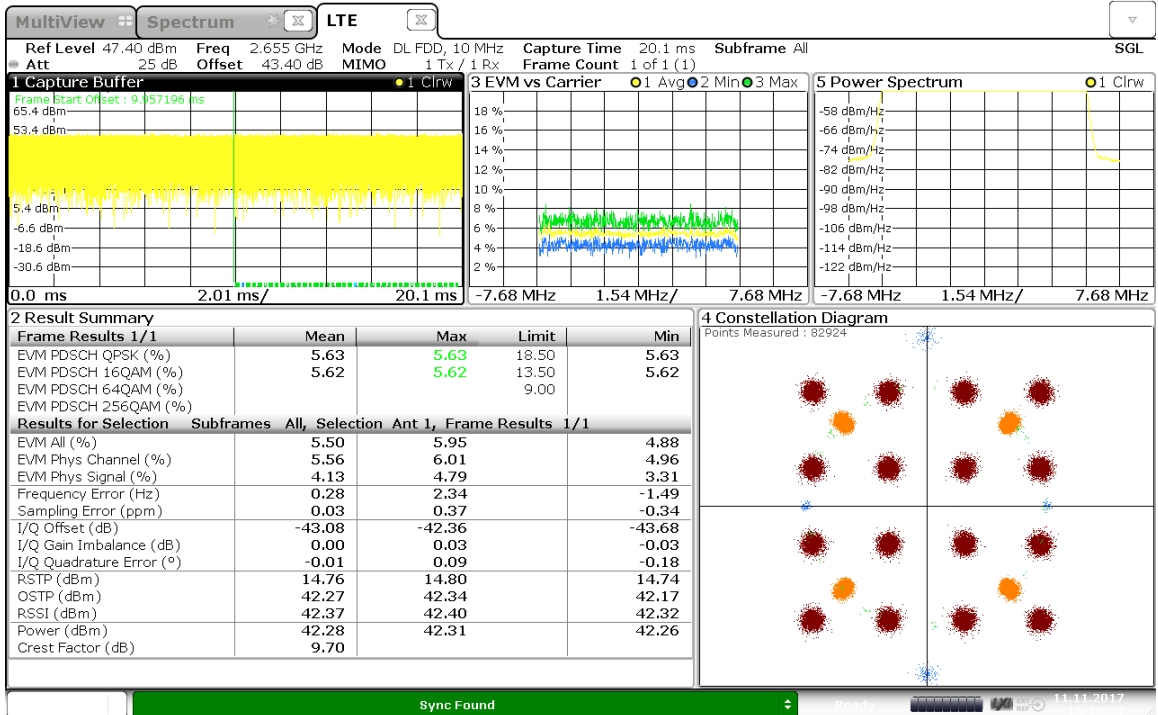 MultiView Spectrum LTE
Ref Level 47.40 dBm Freq 2.655 GHz Mode DL FDD, 10 MHz Capture Time 20.1 ms Subframe All SGL
Att 25 dB Offset 43.40 dB MIMO 1 Tx / 1 Rx Frame Count 1 of 1 (1)
1 Capture Buffer 1 Clrw
Frame Start Offset : 9.957196 ms
65.4 dBm
53.4 dBm
5.4 dBm
-6.6 dBm
-18.6 dBm
-30.6 dBm
0.0 ms 2.01 ms/ 20.1 ms
3 EVM vs Carrier 1 Avg 2 Min 3 Max
18 %
16 %
14 %
12 %
10 %
8 %
6 %
4 %
2 %
-7.68 MHz 1.54 MHz/ 7.68 MHz
5 Power Spectrum 1 Clrw
-58 dBm/Hz
-66 dBm/Hz
-74 dBm/Hz
-82 dBm/Hz
-90 dBm/Hz
-98 dBm/Hz
-106 dBm/Hz
-114 dBm/Hz
-122 dBm/Hz
-7.68 MHz 1.54 MHz/ 7.68 MHz
2 Result Summary
Frame Results 1/1 Mean Max Limit Min
EVM PDSCH QPSK (%) 5.63 5.63 18.50 5.63
EVM PDSCH 16QAM (%) 5.62 5.62 13.50 5.62
EVM PDSCH 64QAM (%) 9.00
EVM PDSCH 256QAM (%)
Results for Selection Subframes All, Selection Ant 1, Frame Results 1/1
EVM All (%) 5.50 5.95 4.88
EVM Phys Channel (%) 5.56 6.01 4.96
EVM Phys Signal (%) 4.13 4.79 3.31
Frequency Error (Hz) 0.28 2.34 -1.49
Sampling Error (ppm) 0.03 0.37 -0.34
I/Q Offset (dB) -43.08 -42.36 -43.68
I/Q Gain Imbalance (dB) 0.00 0.03 -0.03
I/Q Quadrature Error (°) -0.01 0.09 -0.18
RSTP (dBm) 14.76 14.80 14.74
OSTP (dBm) 42.27 42.34 42.17
RSSI (dBm) 42.37 42.40 42.32
Power (dBm) 42.28 42.31 42.26
Crest Factor (dB) 9.70
4 Constellation Diagram
Points Measured : 82924
Sync Found Ready LXI EXT REF 11.11.2017